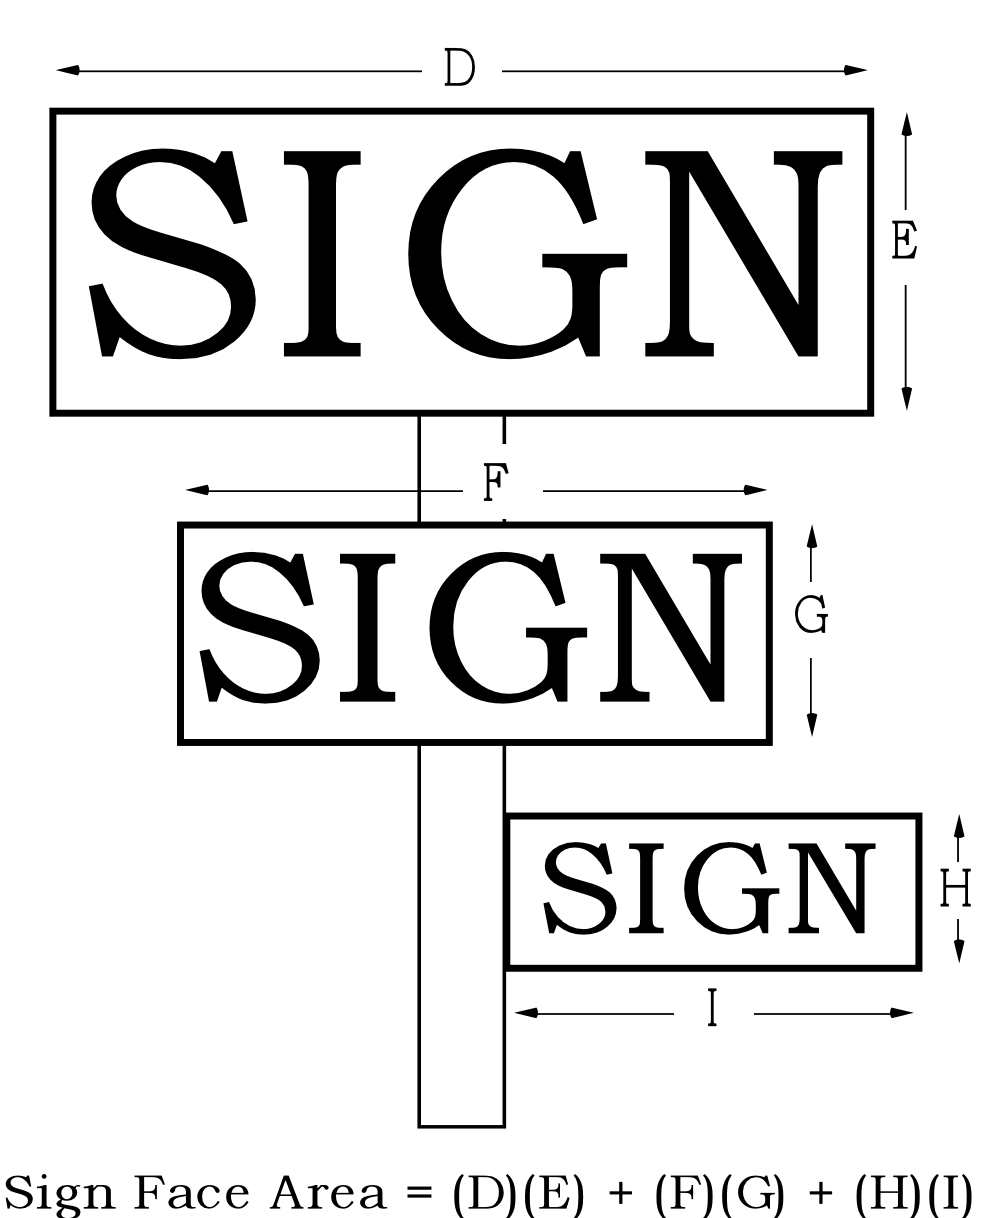 D
SIGN
E
F
SIGN
G
SIGN
H
I
Sign Face Area = (D)(E) + (F)(G) + (H)(I)